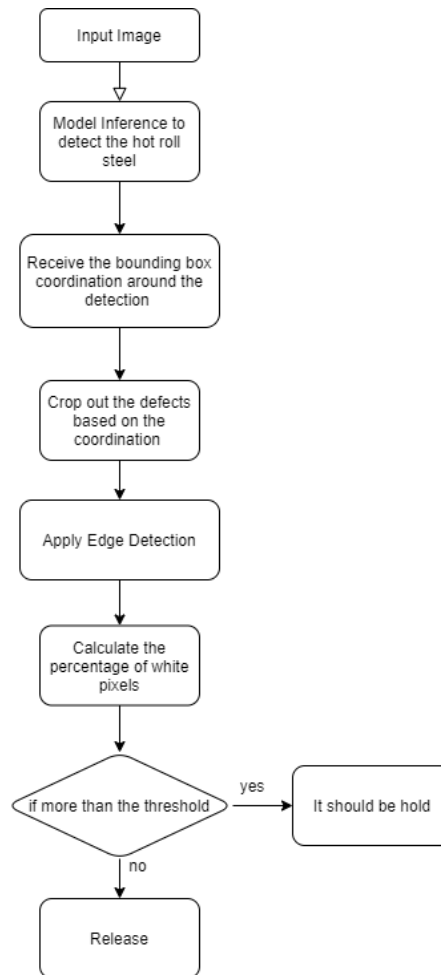 Input Image
Model Inference to
detect the hot roll
steel
Receive the bounding box
coordination around the
detection
Crop out the defects
based on the
coordination
Apply Edge Detection
Calculate the
percentage of white
pixels
if more than the threshold
yes
It should be hold
no
Release